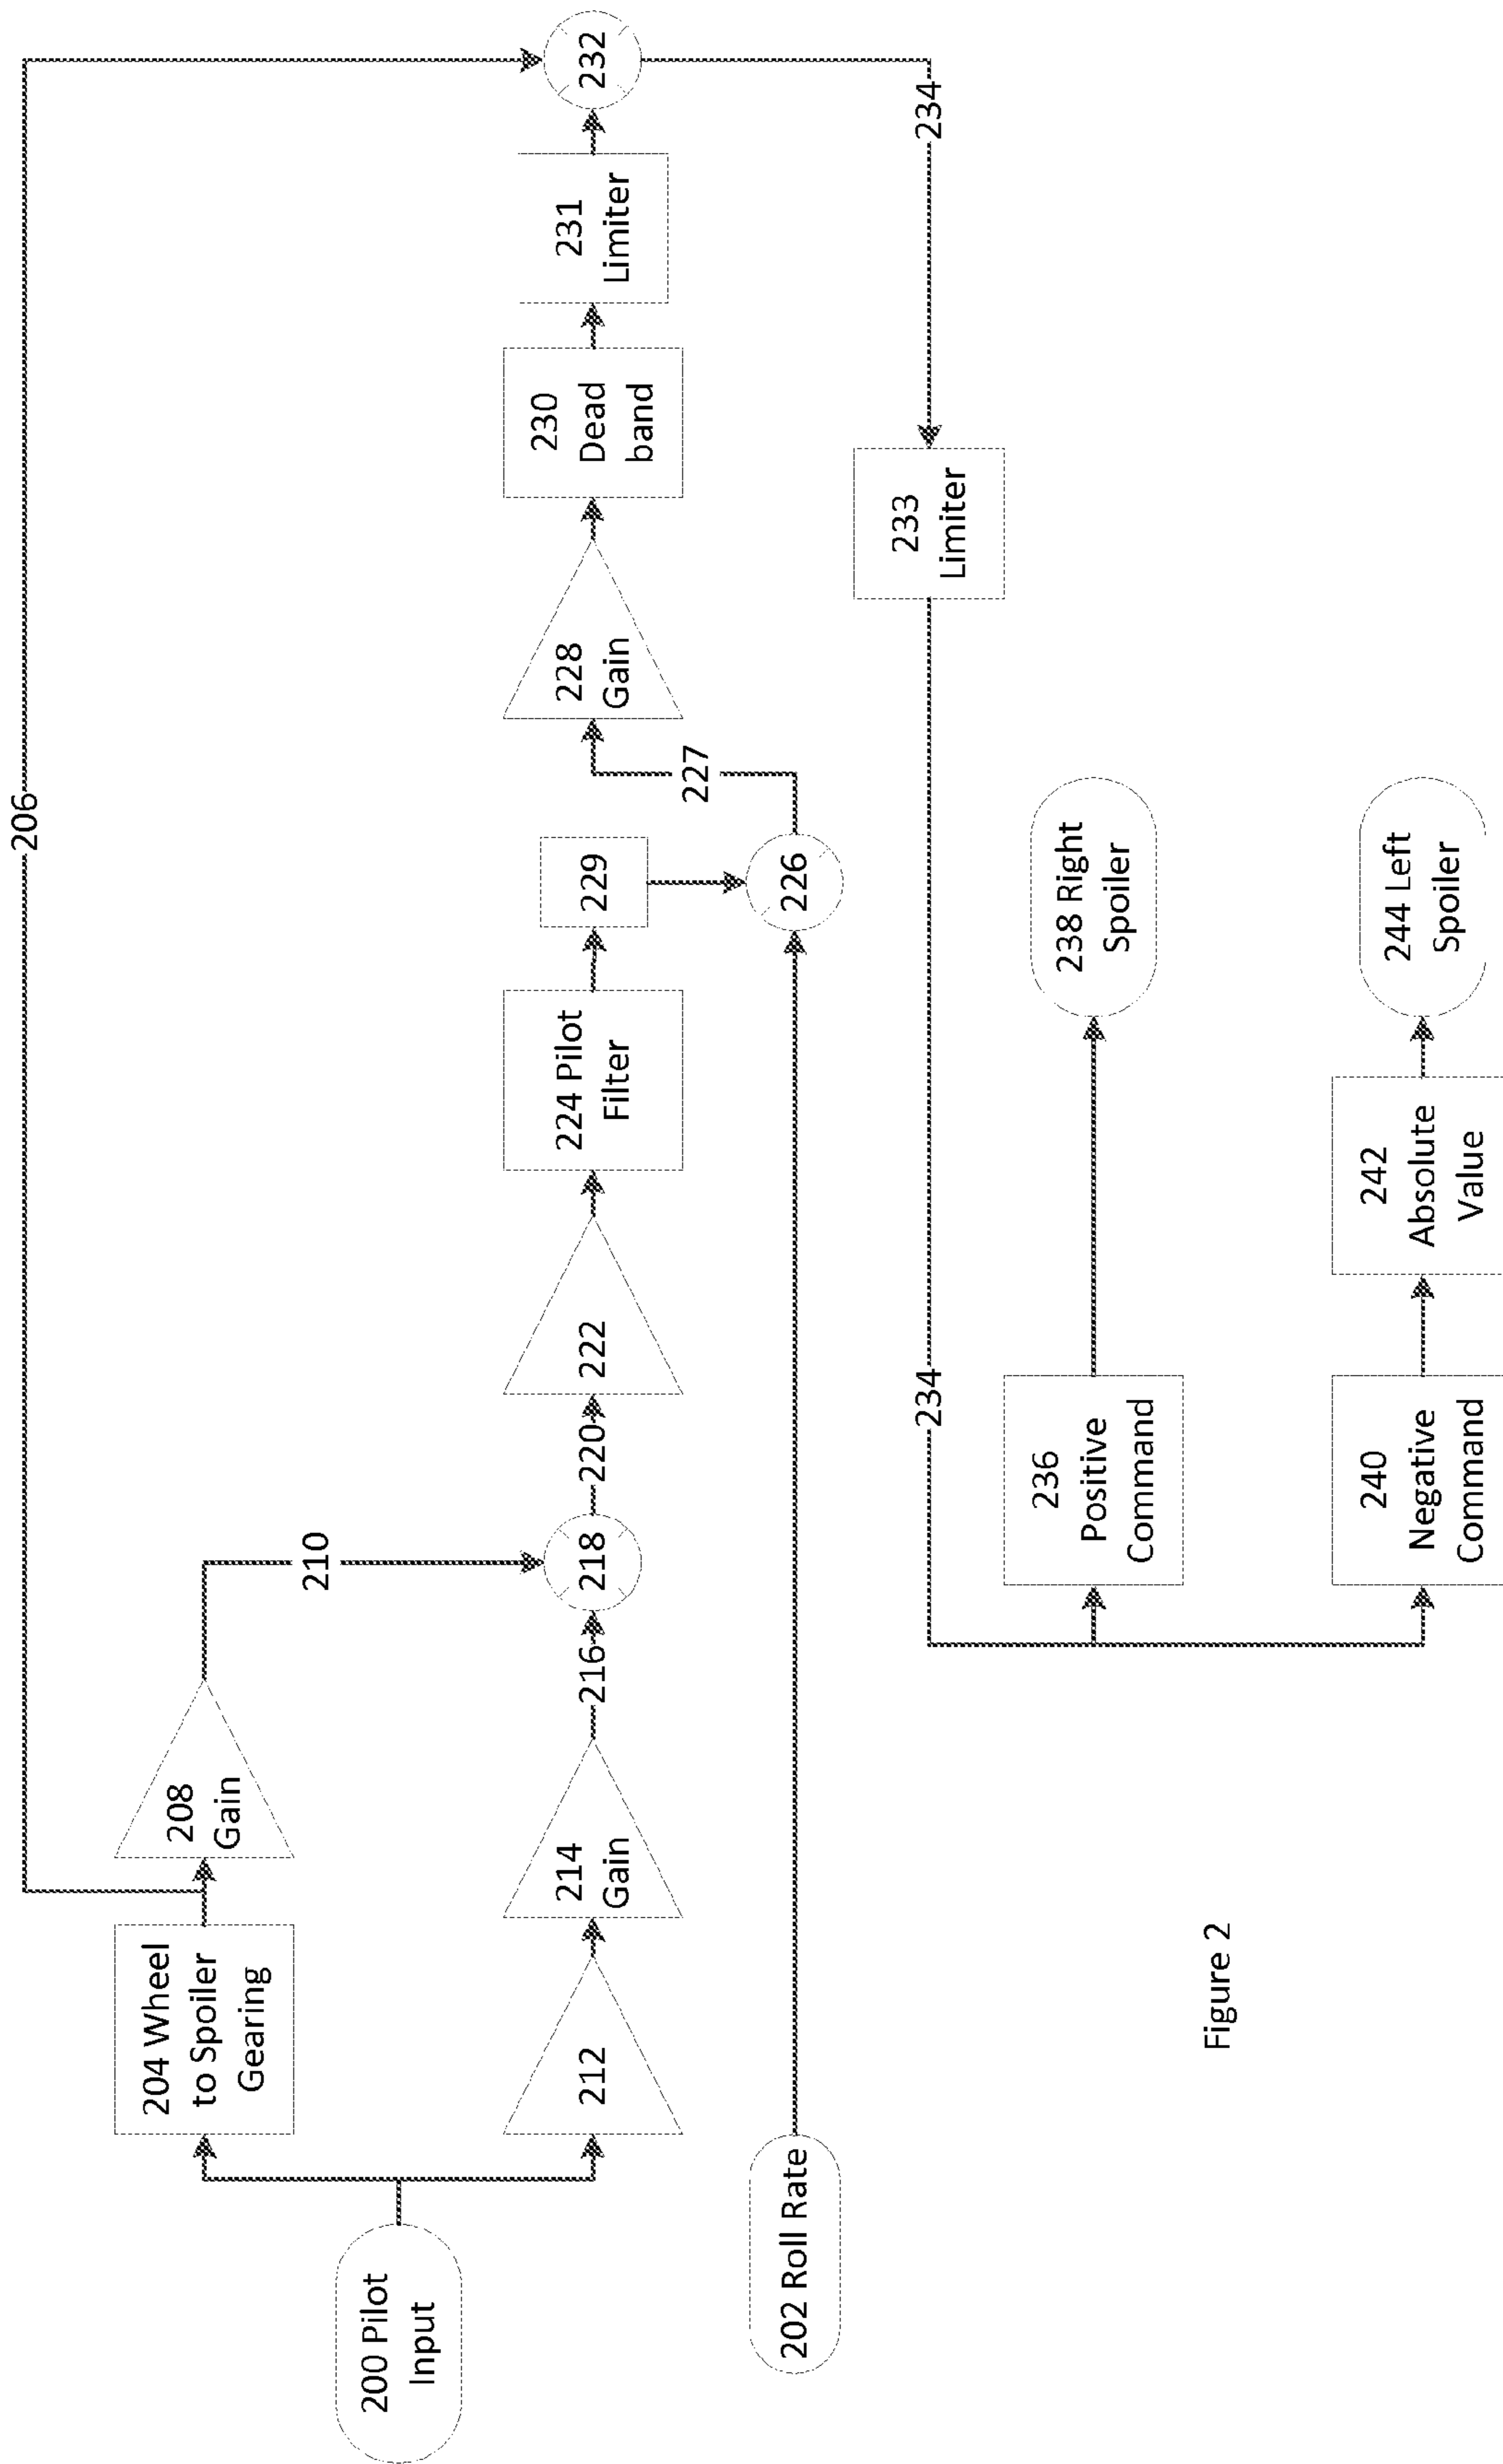 206
204 Wheel
to Spoiler
Gearing
208
Gain
210
200 Pilot
Input
212
214
Gain
216
218
220
222
224 Pilot
Filter
229
226
227
228
Gain
230
Dead
band
231
Limiter
232
202 Roll Rate
234
233
Limiter
234
236
Positive
Command
238 Right
Spoiler
240
Negative
Command
242
Absolute
Value
244 Left
Spoiler
Figure 2